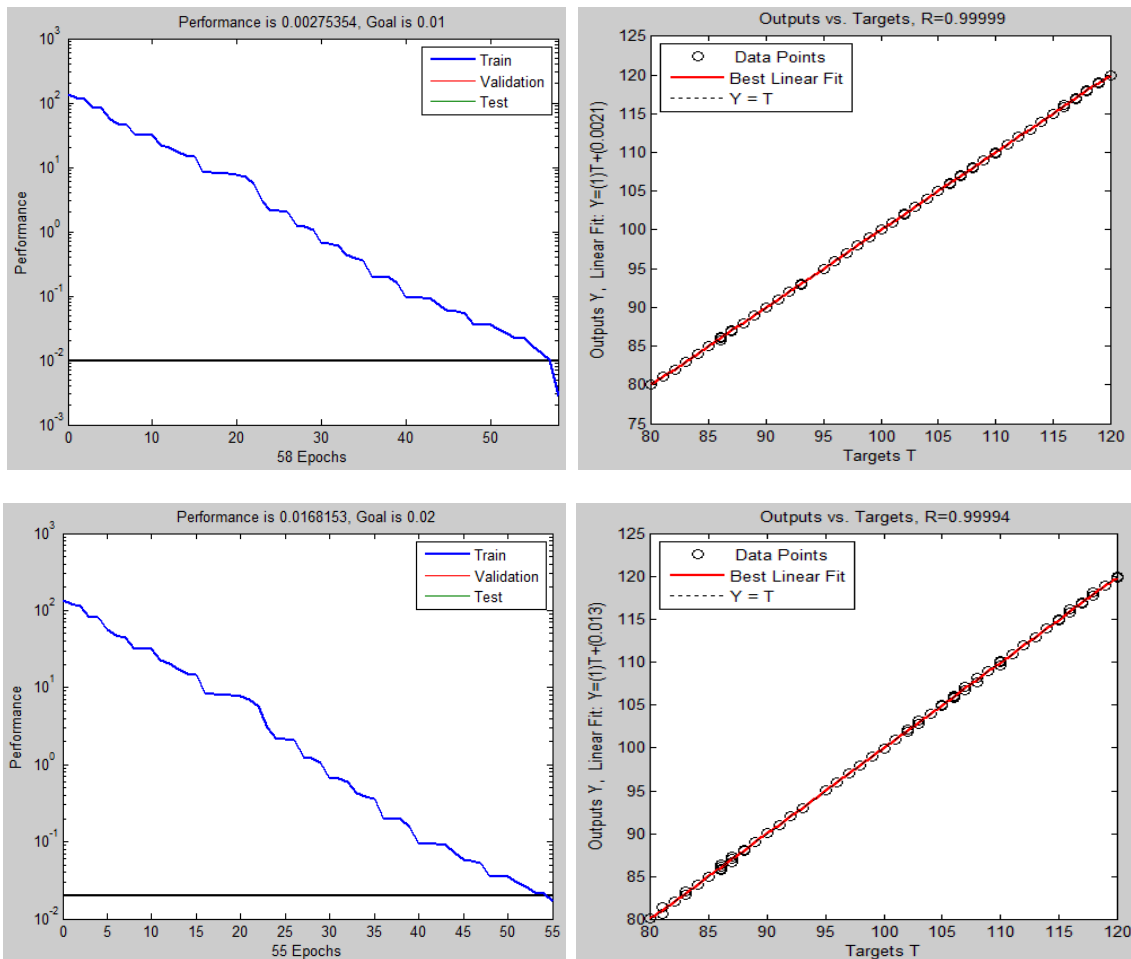 Performance is 0.00275354, Goal is 0.01
10^3
10^2
10^1
10^0
10^-1
10^-2
10^-3
Performance
Train
Validation
Test
0 10 20 30 40 50
58 Epochs
Outputs vs. Targets, R=0.99999
125
120
115
110
105
100
95
90
85
80
75
Outputs Y, Linear Fit: Y=(1)T+(0.0021)
Data Points
Best Linear Fit
Y = T
80 85 90 95 100 105 110 115 120
Targets T
Performance is 0.0168153, Goal is 0.02
10^3
10^2
10^1
10^0
10^-1
10^-2
Performance
Train
Validation
Test
0 5 10 15 20 25 30 35 40 45 50 55
55 Epochs
Outputs vs. Targets, R=0.99994
125
120
115
110
105
100
95
90
85
80
Outputs Y, Linear Fit: Y=(1)T+(0.013)
Data Points
Best Linear Fit
Y = T
80 85 90 95 100 105 110 115 120
Targets T